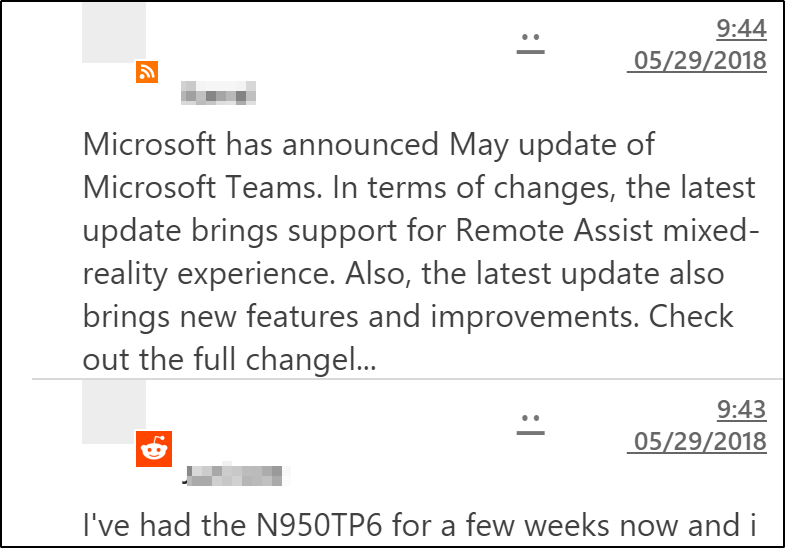 9:44
05/29/2018
Microsoft has announced May update of
Microsoft Teams. In terms of changes, the latest
update brings support for Remote Assist mixed-
reality experience. Also, the latest update also
brings new features and improvements. Check
out the full changel...
9:43
05/29/2018
I've had the N950TP6 for a few weeks now and i